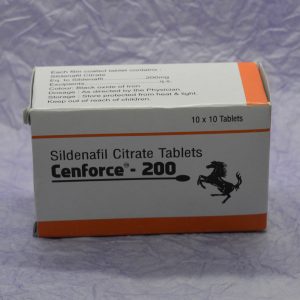 Each film coated tablet contains :
Sildenafil Citrate
Eq. to Sildenafil.................200mg
Excipients.............................q.s.
Colour: Black oxide of Iron
Dosage : As directed by the Physician
Storage : Store protected from heat & light.
Keep out of reach of children.
10 x 10 Tablets
Sildenafil Citrate Tablets
Cenforce®- 200